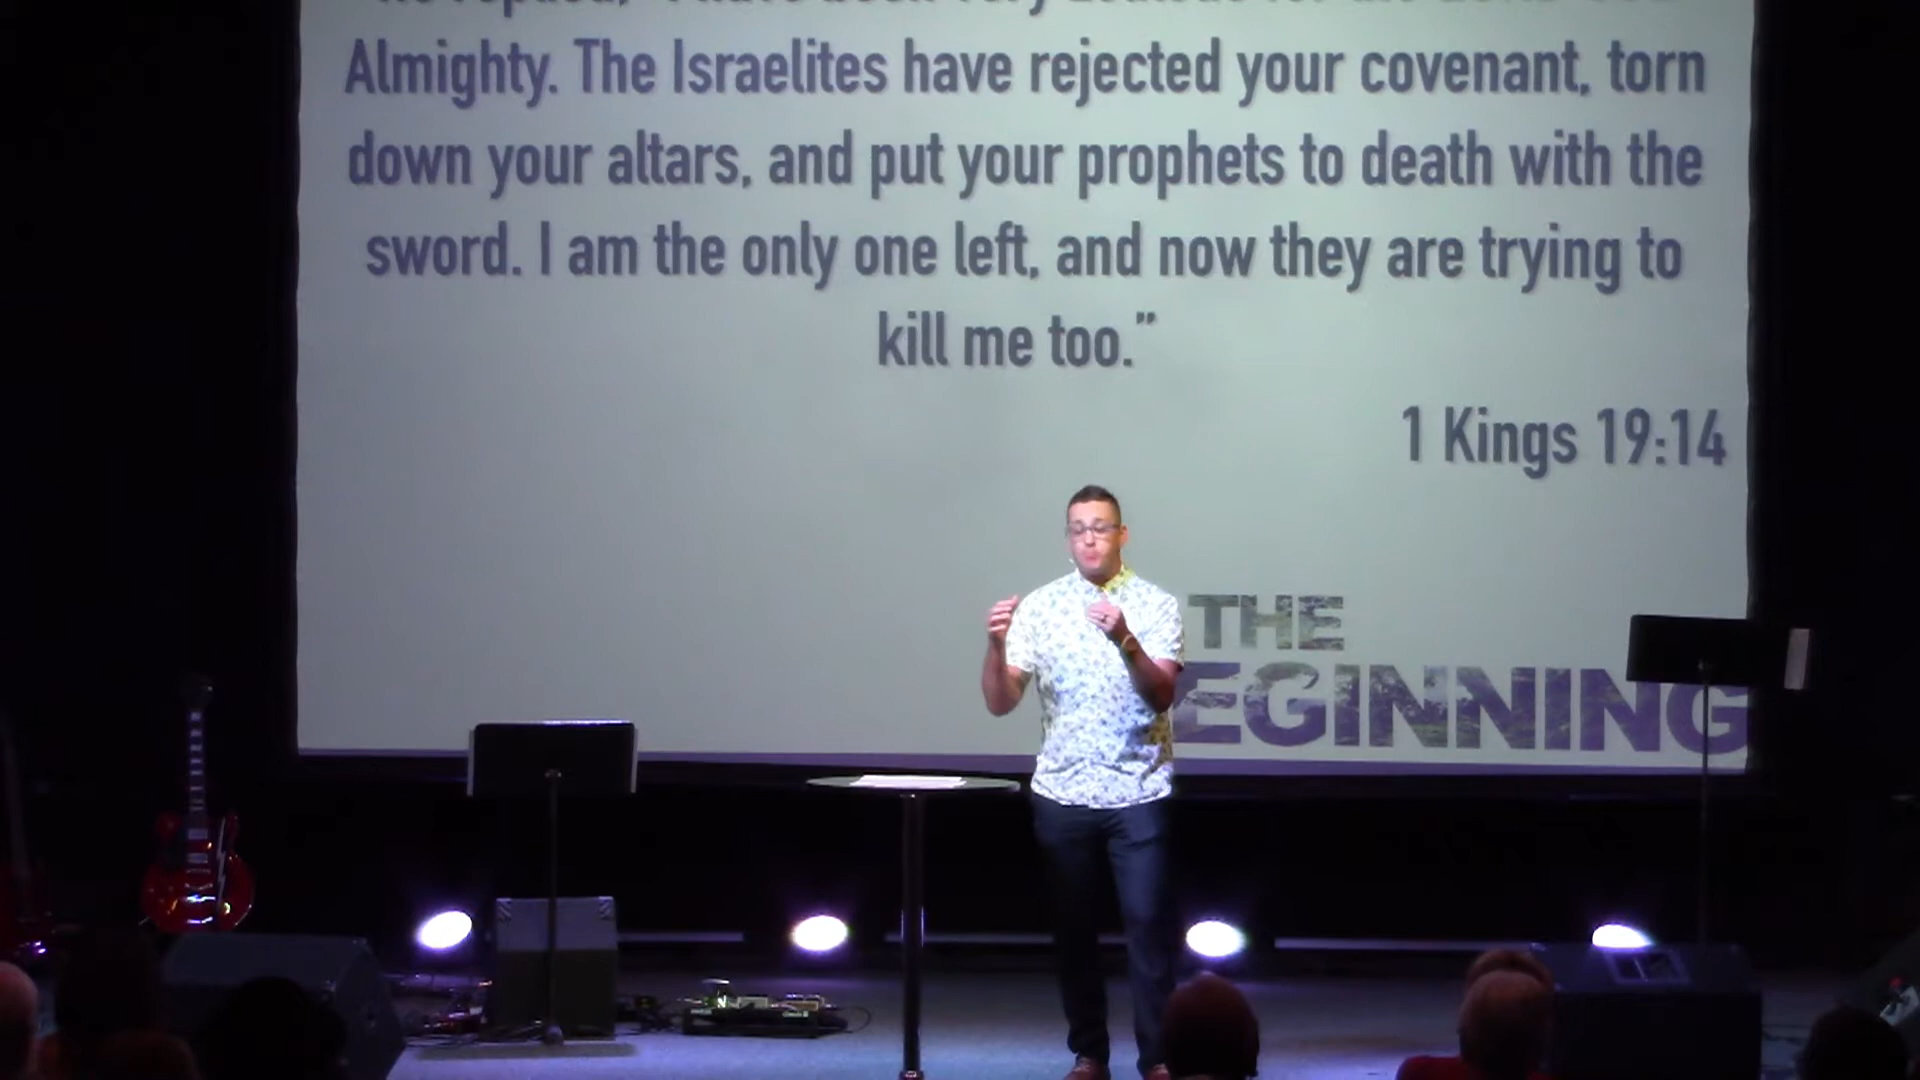 Almighty. The Israelites have rejected your covenant, torn
down your altars, and put your prophets to death with the
sword. I am the only one left, and now they are trying to
kill me too.”
1 Kings 19:14
THE
EGINNING